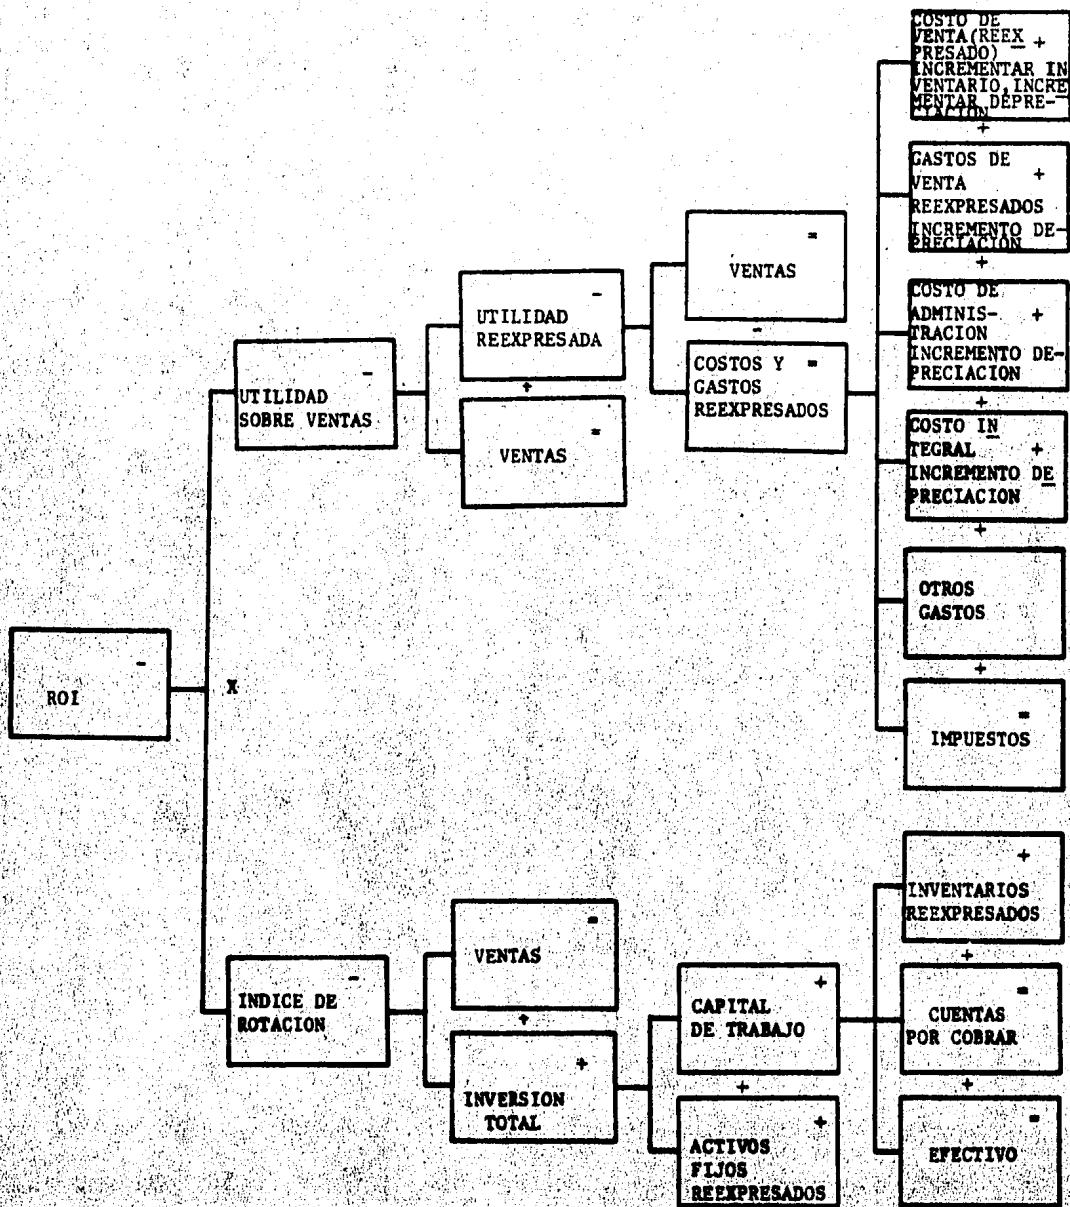 COSTO DE
VENTA(REEX +
PRESADO)
INCREMENTAR IN
VENTARIO,INCRE
MENTAR DEPRE-
CIACION
+
GASTOS DE
VENTA +
REEXPRESADOS
INCREMENTO DE-
PRECIACION
+
COSTO DE
ADMINIS- +
TRACION
INCREMENTO DE-
PRECIACION
+
COSTO IN
TEGRAL +
INCREMENTO DE
PRECIACION
+
OTROS
GASTOS
+
=
IMPUESTOS
=
VENTAS
-
COSTOS Y =
GASTOS
REEXPRESADOS
-
UTILIDAD
REEXPRESADA
+
=
VENTAS
-
UTILIDAD
SOBRE VENTAS
-
ROI
X
-
INDICE DE
ROTACION
=
VENTAS
+
+
INVERSION
TOTAL
+
CAPITAL
DE TRABAJO
+
+
ACTIVOS
FIJOS
REEXPRESADOS
+
INVENTARIOS
REEXPRESADOS
+
=
CUENTAS
POR COBRAR
+
=
EFECTIVO